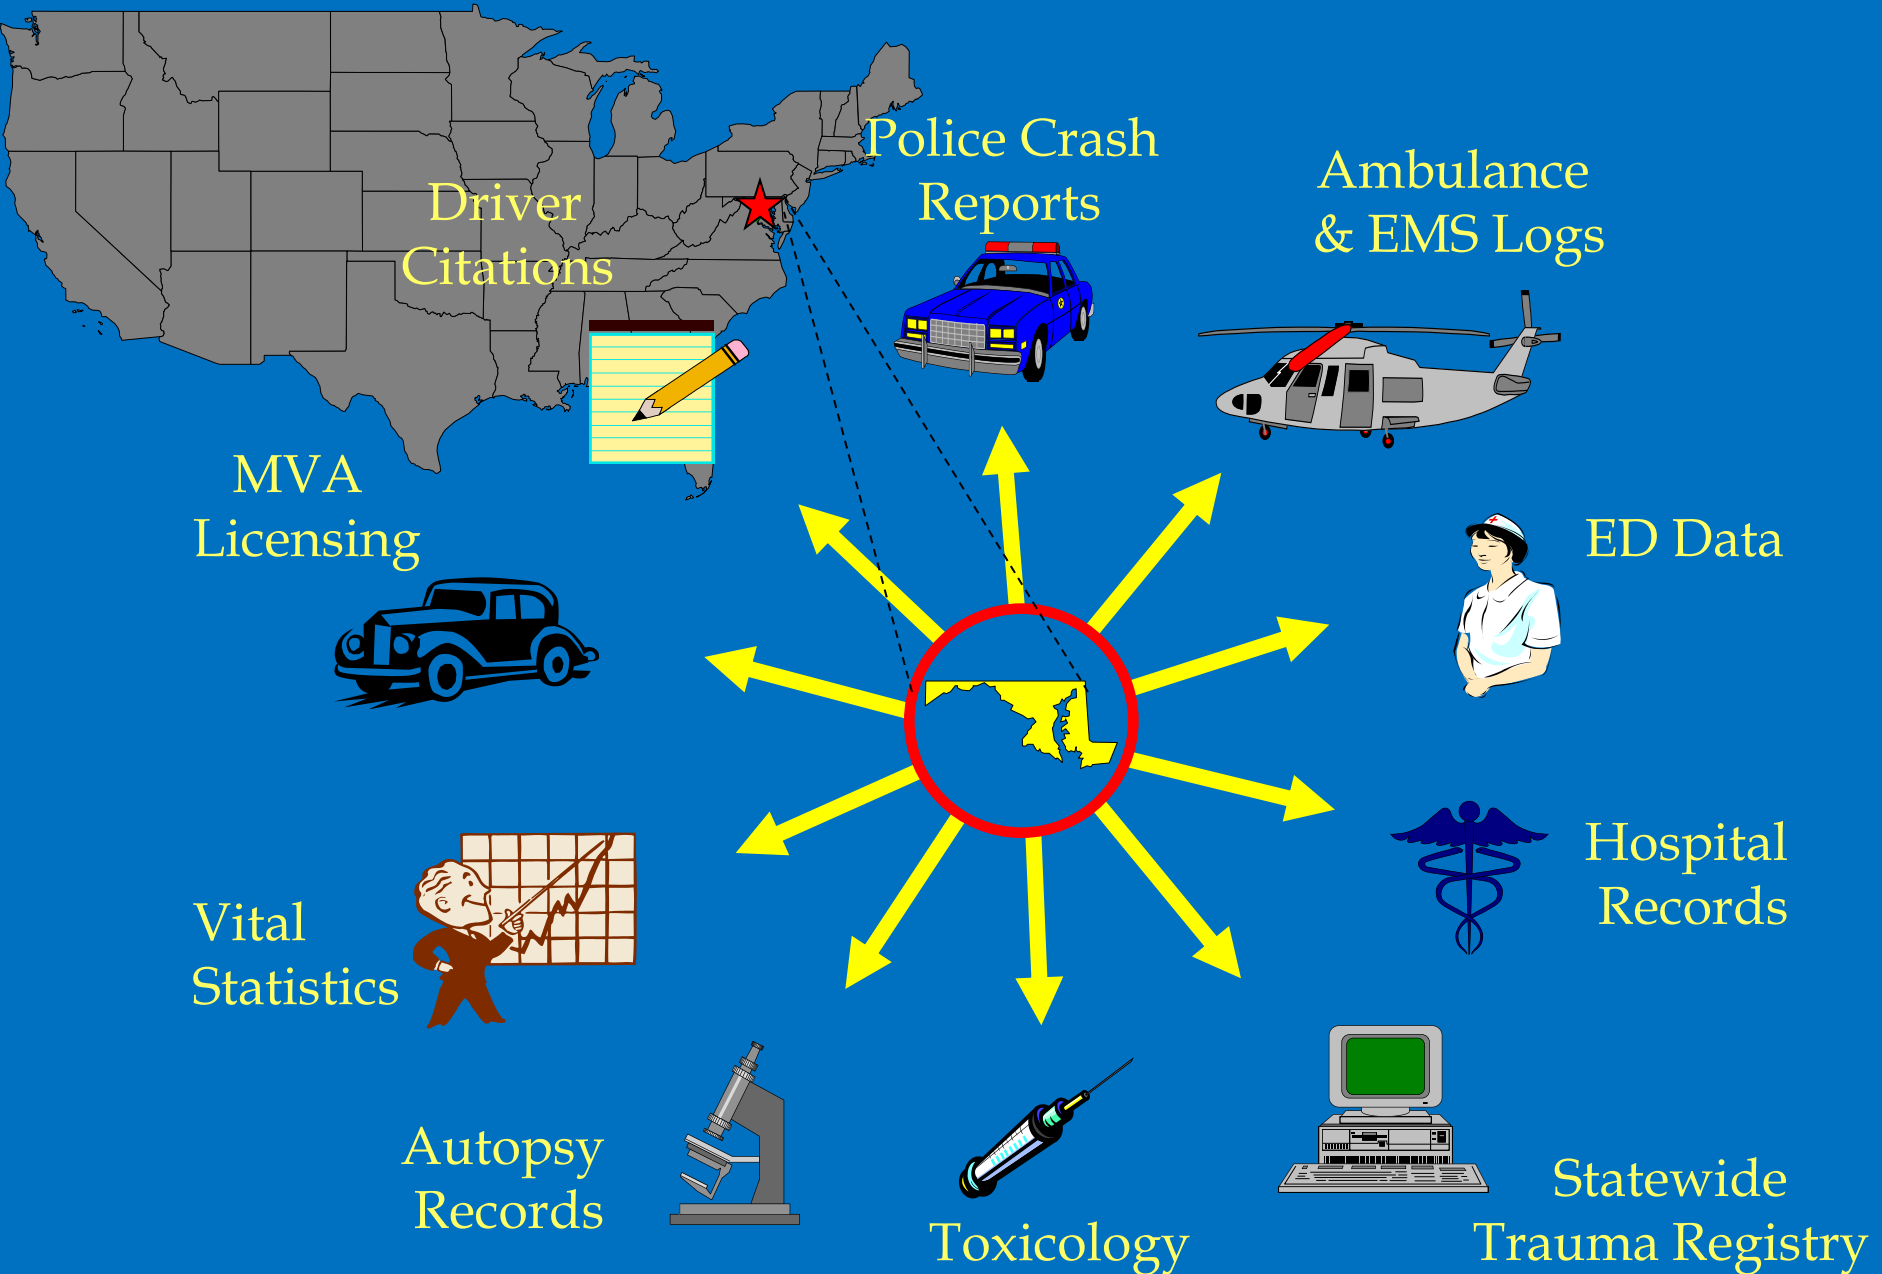 Police Crash
Reports
Ambulance
& EMS Logs
Driver
Citations
MVA
Licensing
ED Data
Hospital
Records
Vital
Statistics
Autopsy
Records
Toxicology
Statewide
Trauma Registry